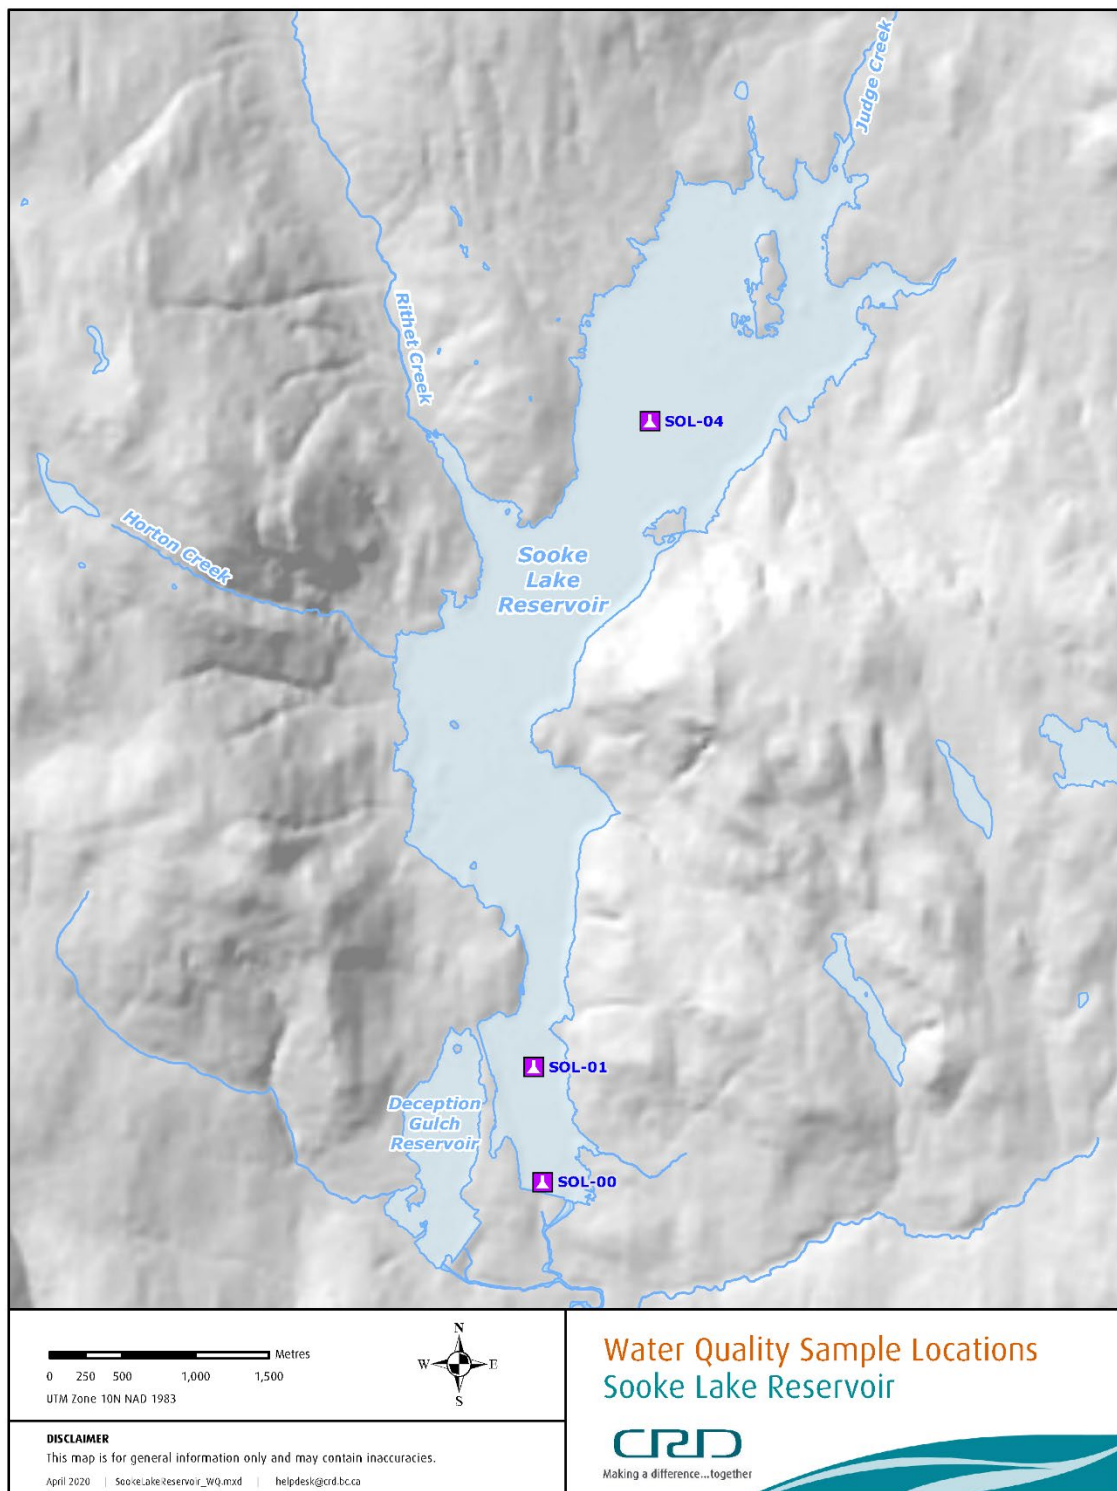 Judge Creek
Rithet Creek
SOL-04
Horton Creek
Sooke
Lake
Reservoir
SOL-01
Deception
Gulch
Reservoir
SOL-00
Metres
0 250 500 1,000 1,500
UTM Zone 10N NAD 1983
N
W E
S
DISCLAIMER
This map is for general information only and may contain inaccuracies.
April 2020 | SookeLakeReservoir_WQ.mxd | helpdesk@crd.bc.ca
Water Quality Sample Locations
Sooke Lake Reservoir
CRD
Making a difference...together